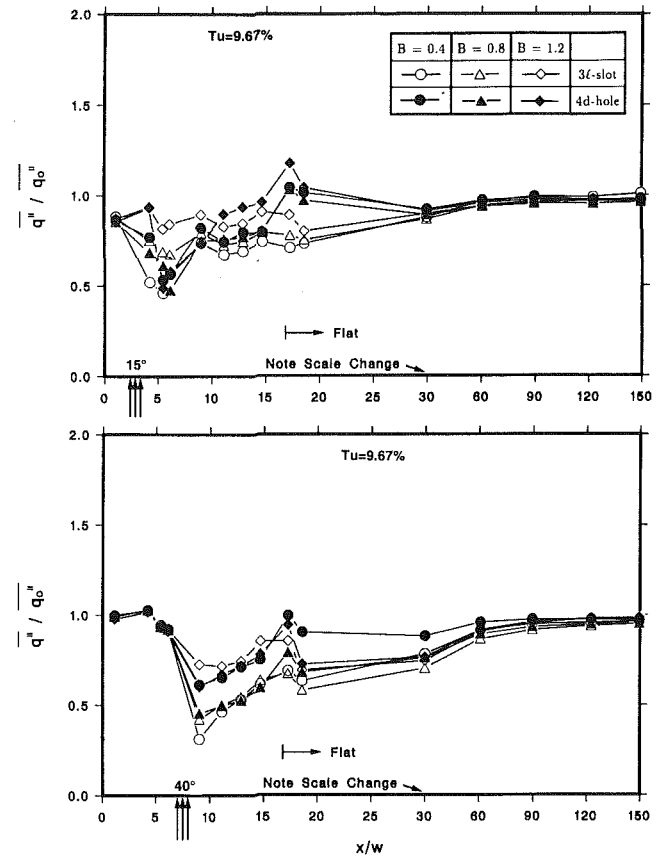 2.0
Tu=9.67%
B = 0.4 B = 0.8 B = 1.2
3ℓ-slot
4d-hole
1.5
q" / qo"
1.0
0.5
Flat
15°
Note Scale Change
0.0
0 5 10 15 20 30 60 90 120 150
2.0
Tu=9.67%
1.5
q" / qo"
1.0
0.5
Flat
40°
Note Scale Change
0.0
0 5 10 15 20 30 60 90 120 150
x/w